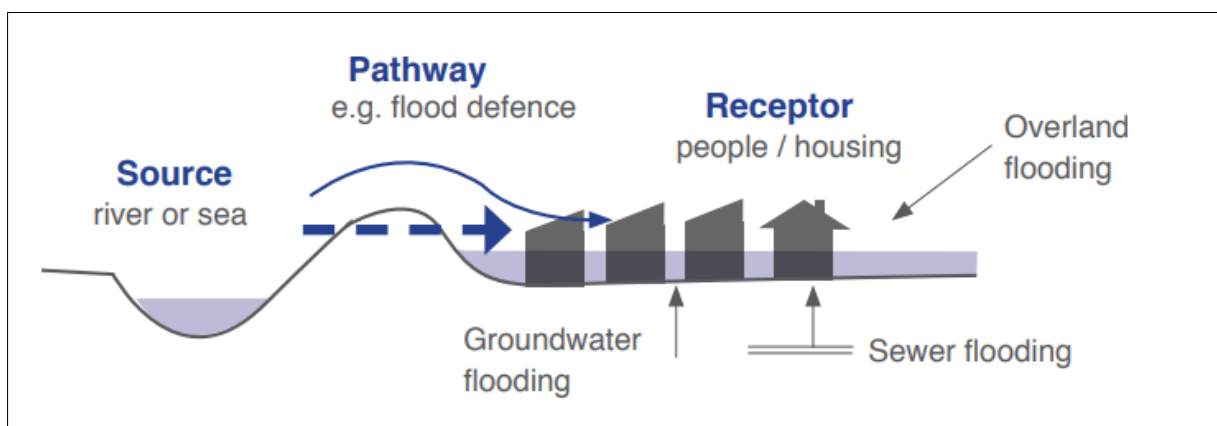 Pathway
e.g. flood defence
Receptor
people / housing
Overland
flooding
Source
river or sea
Groundwater
flooding
Sewer flooding